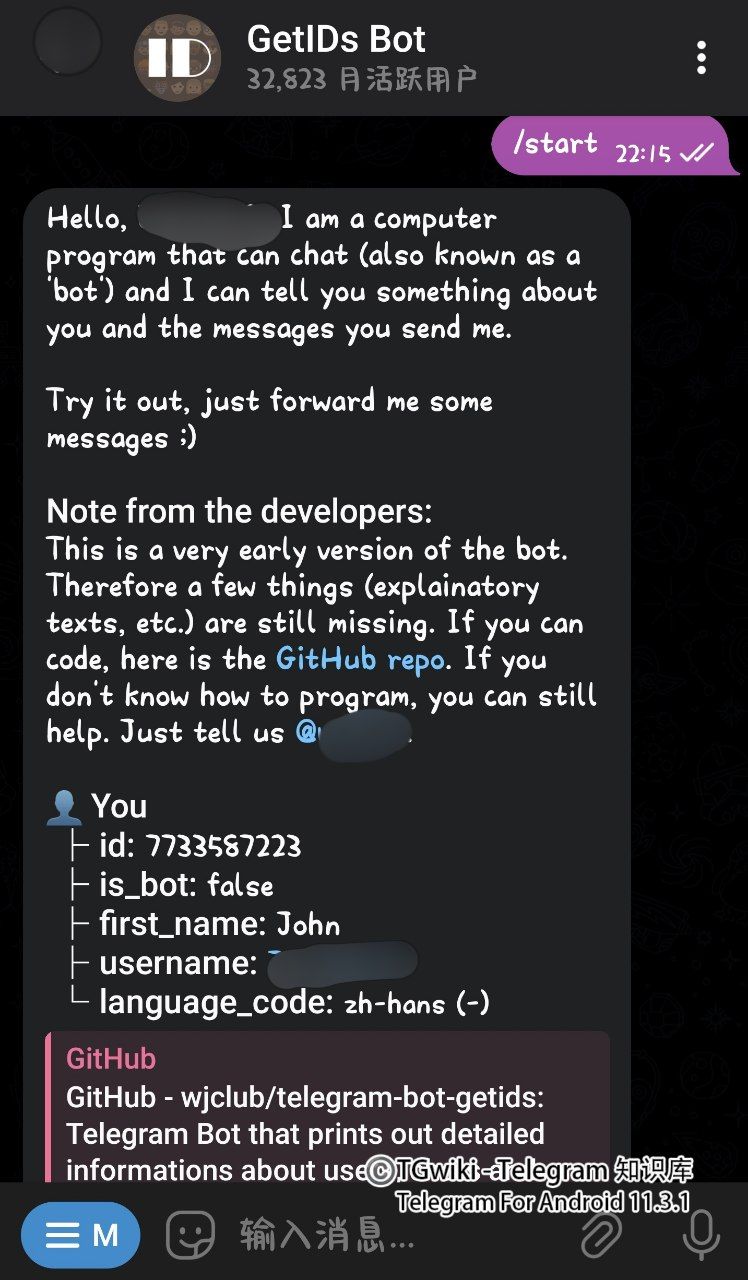 ID
GetIDs Bot
32,823 月活跃用户
/start 22:15
Hello, I am a computer
program that can chat (also known as a
'bot') and I can tell you something about
you and the messages you send me.
Try it out, just forward me some
messages ;)
Note from the developers:
This is a very early version of the bot.
Therefore a few things (explainatory
texts, etc.) are still missing. If you can
code, here is the GitHub repo. If you
don't know how to program, you can still
help. Just tell us @
👤 You
├ id: 7733587223
├ is_bot: false
├ first_name: John
├ username:
└ language_code: zh-hans (-)
GitHub
GitHub - wjclub/telegram-bot-getids:
Telegram Bot that prints out detailed
informations about
©TGwiki-Telegram 知识库
Telegram For Android 11.3.1
M
输入消息...